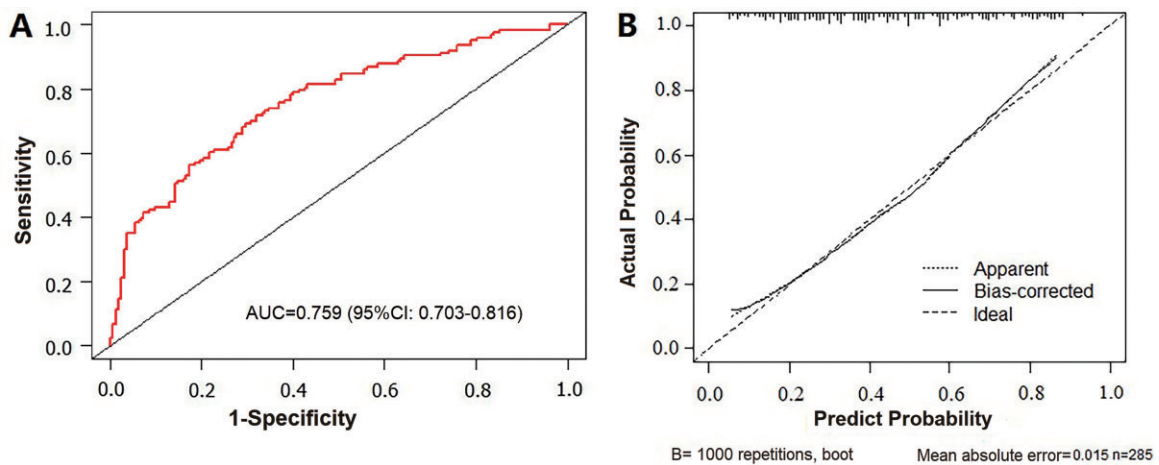 A
1.0
0.8
0.6
0.4
0.2
0.0
Sensitivity
AUC=0.759 (95%CI: 0.703-0.816)
0.0 0.2 0.4 0.6 0.8 1.0
1-Specificity
B
1.0
0.8
0.6
0.4
0.2
0.0
Actual Probability
Apparent
Bias-corrected
Ideal
0.0 0.2 0.4 0.6 0.8 1.0
Predict Probability
B= 1000 repetitions, boot Mean absolute error=0.015 n=285